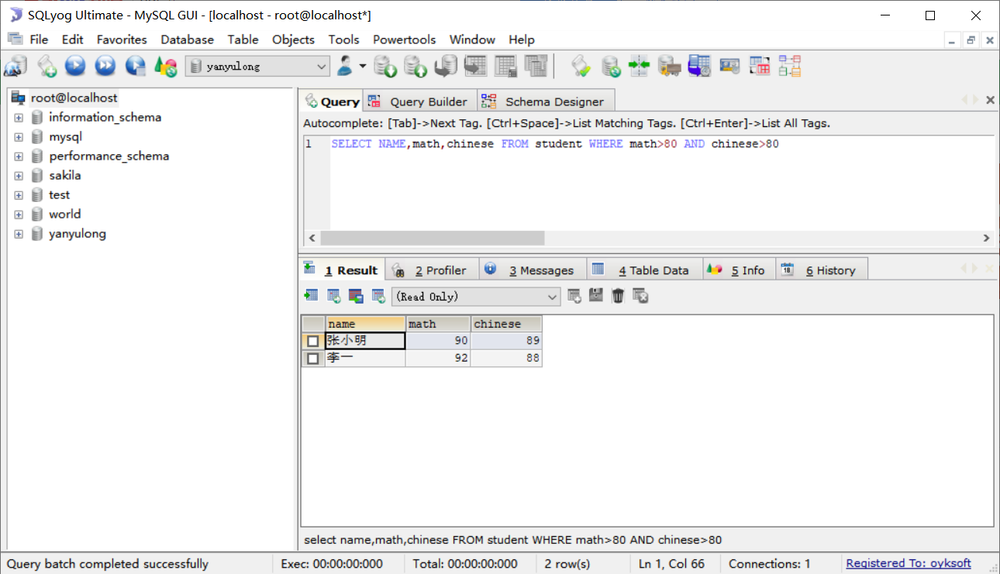 SQLyog Ultimate - MySQL GUI - [localhost - root@localhost*]
File Edit Favorites Database Table Objects Tools Powertools Window Help
yanyulong
root@localhost
information_schema
mysql
performance_schema
sakila
test
world
yanyulong
Query Query Builder Schema Designer
Autocomplete: [Tab]->Next Tag. [Ctrl+Space]->List Matching Tags. [Ctrl+Enter]->List All Tags.
1 SELECT NAME,math,chinese FROM student WHERE math>80 AND chinese>80
1 Result 2 Profiler 3 Messages 4 Table Data 5 Info 18 6 History
(Read Only)
name math chinese
张小明 90 89
李一 92 88
select name,math,chinese FROM student WHERE math>80 AND chinese>80
Query batch completed successfully Exec: 00:00:00:000 Total: 00:00:00:000 2 row(s) Ln 1, Col 66 Connections: 1 Registered To: oyksoft